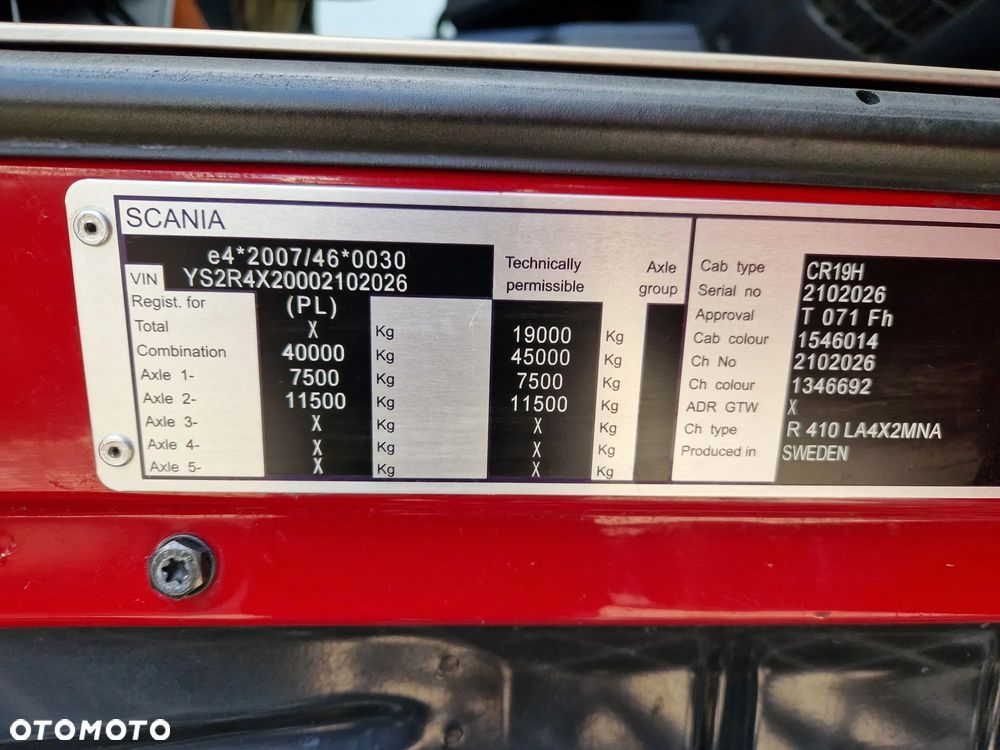 SCANIA
e4*2007/46*0030
VIN YS2R4X20002102026
Technically permissible Axle group
Regist. for (PL)
Total X Kg 19000 Kg
Combination 40000 Kg 45000 Kg
Axle 1- 7500 Kg 7500 Kg
Axle 2- 11500 Kg 11500 Kg
Axle 3- X Kg X Kg
Axle 4- X Kg X Kg
Axle 5- X Kg X Kg
Cab type CR19H
Serial no 2102026
Approval T 071 Fh
Cab colour 1546014
Ch No 2102026
Ch colour 1346692
ADR GTW X
Ch type R 410 LA4X2MNA
Produced in SWEDEN
OTOMOTO